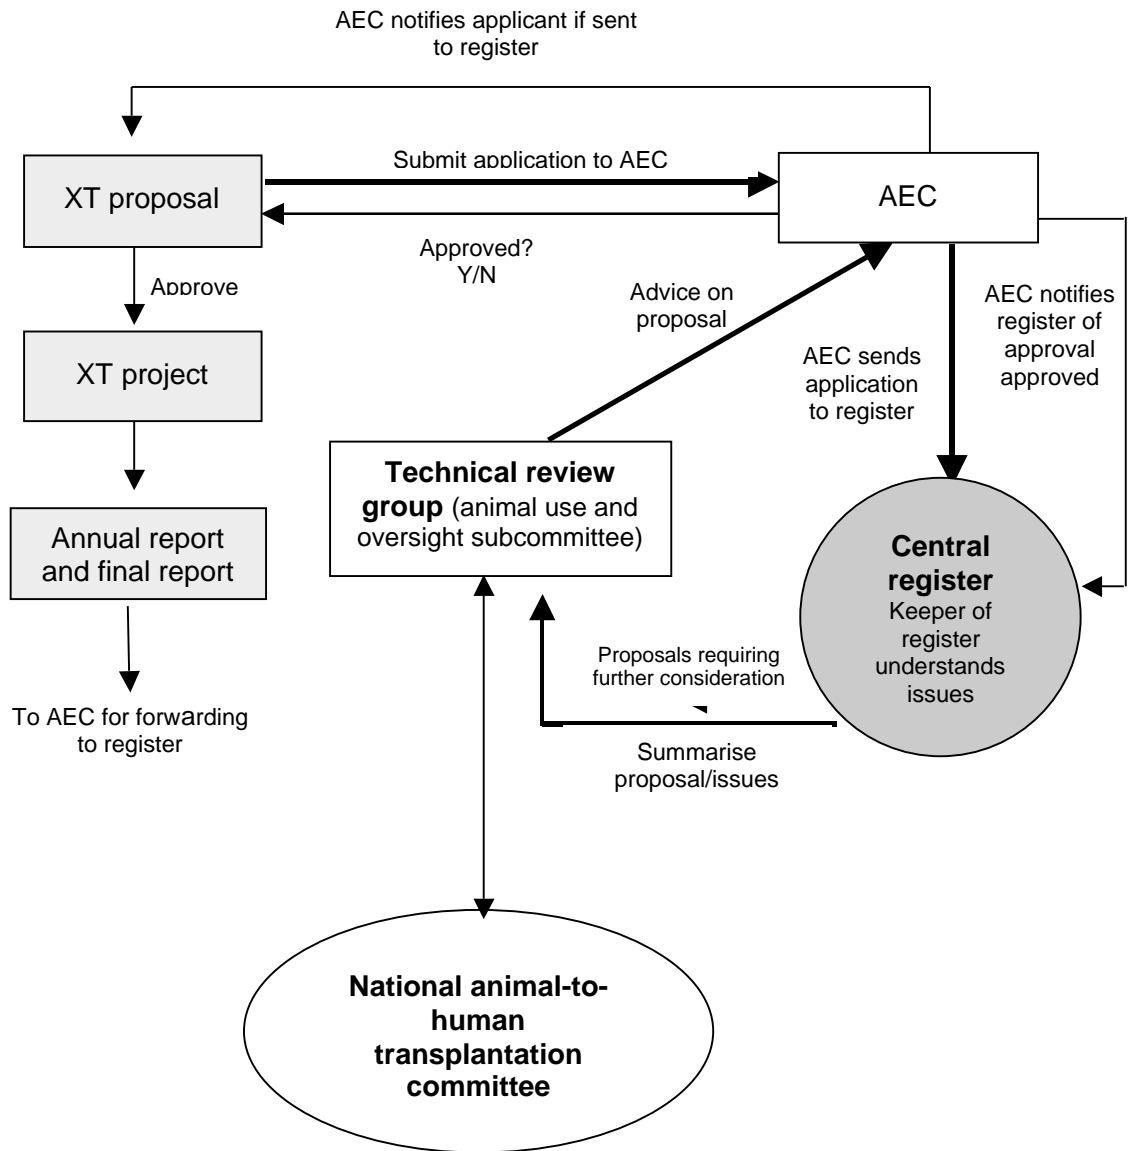 AEC notifies applicant if sent
to register
Submit application to AEC
XT proposal
AEC
Approved?
Y/N
Approve
Advice on
proposal
AEC notifies
register of
approval
approved
XT project
AEC sends
application
to register
Technical review
group (animal use and
oversight subcommittee)
Annual report
and final report
Central
register
Keeper of
register
understands
issues
Proposals requiring
further consideration
To AEC for forwarding
to register
Summarise
proposal/issues
National animal-to-
human
transplantation
committee